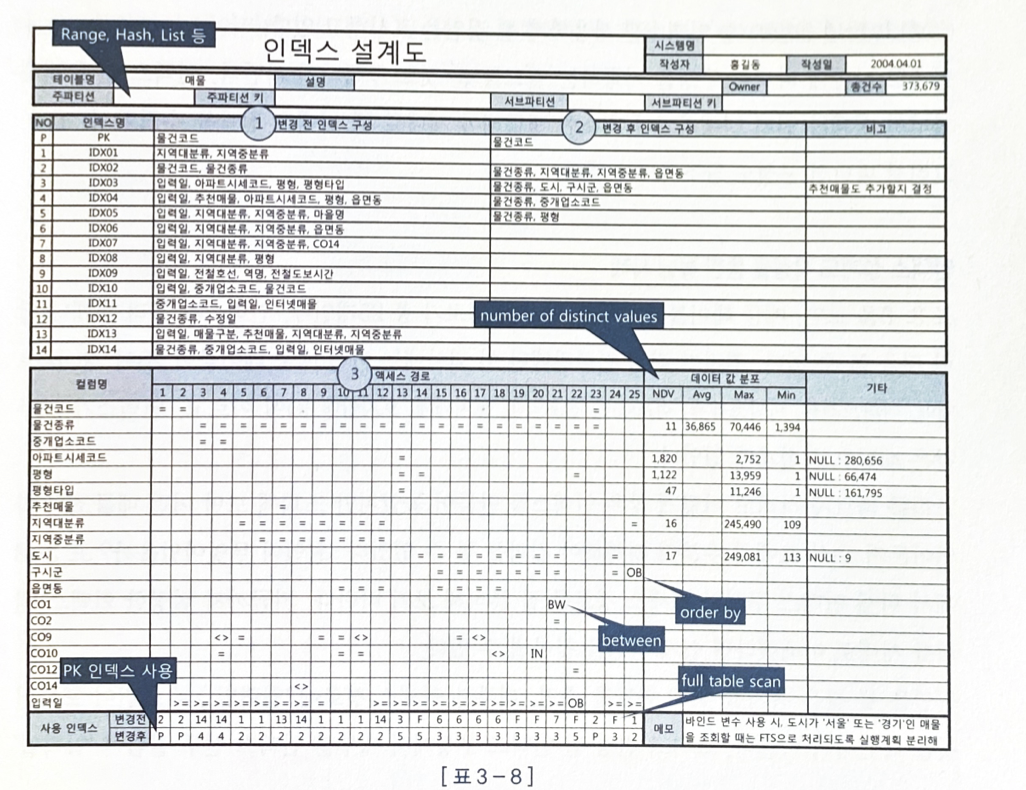 Range, Hash, List 등
인덱스 설계도
시스템명
작성자 홍길동 작성일 2004.04.01
테이블명 매물 설명 Owner 총건수 373,679
주파티션 주파티션 키 서브파티션 서브파티션 키
NO 인덱스명 1 변경 전 인덱스 구성 2 변경 후 인덱스 구성 비고
P PK 물건코드 물건코드
1 IDX01 지역대분류, 지역중분류
2 IDX02 물건코드, 물건종류 물건종류, 지역대분류, 지역중분류, 읍면동
3 IDX03 입력일, 아파트시세코드, 평형, 평형타입 물건종류, 도시, 구시군, 읍면동 추천매물도 추가할지 결정
4 IDX04 입력일, 추천매물, 아파트시세코드, 평형, 읍면동 물건종류, 중개업소코드
5 IDX05 입력일, 지역대분류, 지역중분류, 마을명 물건종류, 평형
6 IDX06 입력일, 지역대분류, 지역중분류, 읍면동
7 IDX07 입력일, 지역대분류, 지역중분류, CO14
8 IDX08 입력일, 지역대분류, 평형
9 IDX09 입력일, 전철호선, 역명, 전철도보시간
10 IDX10 입력일, 중개업소코드, 물건코드
11 IDX11 중개업소코드, 입력일, 인터넷매물
12 IDX12 물건종류, 수정일
13 IDX13 입력일, 매물구분, 추천매물, 지역대분류, 지역중분류
14 IDX14 물건종류, 중개업소코드, 입력일, 인터넷매물
number of distinct values
컬럼명 3 액세스 경로 데이터 값 분포 기타
1 2 3 4 5 6 7 8 9 10 11 12 13 14 15 16 17 18 19 20 21 22 23 24 25 NDV Avg Max Min
물건코드 = = =
물건종류 = = = = = = = = = = = = = = = = = = = = = 11 36,865 70,446 1,394
중개업소코드 = =
아파트시세코드 = 1,820 2,752 1 NULL : 280,656
평형 = = = 1,122 13,959 1 NULL : 66,474
평형타입 = 47 11,246 1 NULL : 161,795
추천매물 =
지역대분류 = = = = = = = = = 16 245,490 109
지역중분류 = = = = = = =
도시 = = = = = = = = = 17 249,081 113 NULL : 9
구시군 = = = = = = = = OB
읍면동 = = = = = = =
CO1 BW
CO2 =
CO9 <> = = = <> = <>
CO10 = = = <> IN
CO12 =
CO14 <>
입력일 >= >= >= >= >= >= >= = >= >= >= >= >= >= >= >= >= >= OB >= >=
order by
between
full table scan
PK 인덱스 사용
사용 인덱스 변경전 2 2 14 14 1 1 13 14 1 1 1 14 3 F 6 6 6 6 F F 7 F 2 F 1
변경후 P P 4 4 2 2 2 2 2 2 2 2 5 5 3 3 3 3 3 3 3 5 P 3 2
메모 바인드 변수 사용 시, 도시가 '서울' 또는 '경기'인 매물
을 조회할 때는 FTS으로 처리되도록 실행계획 분리해
[표 3-8]